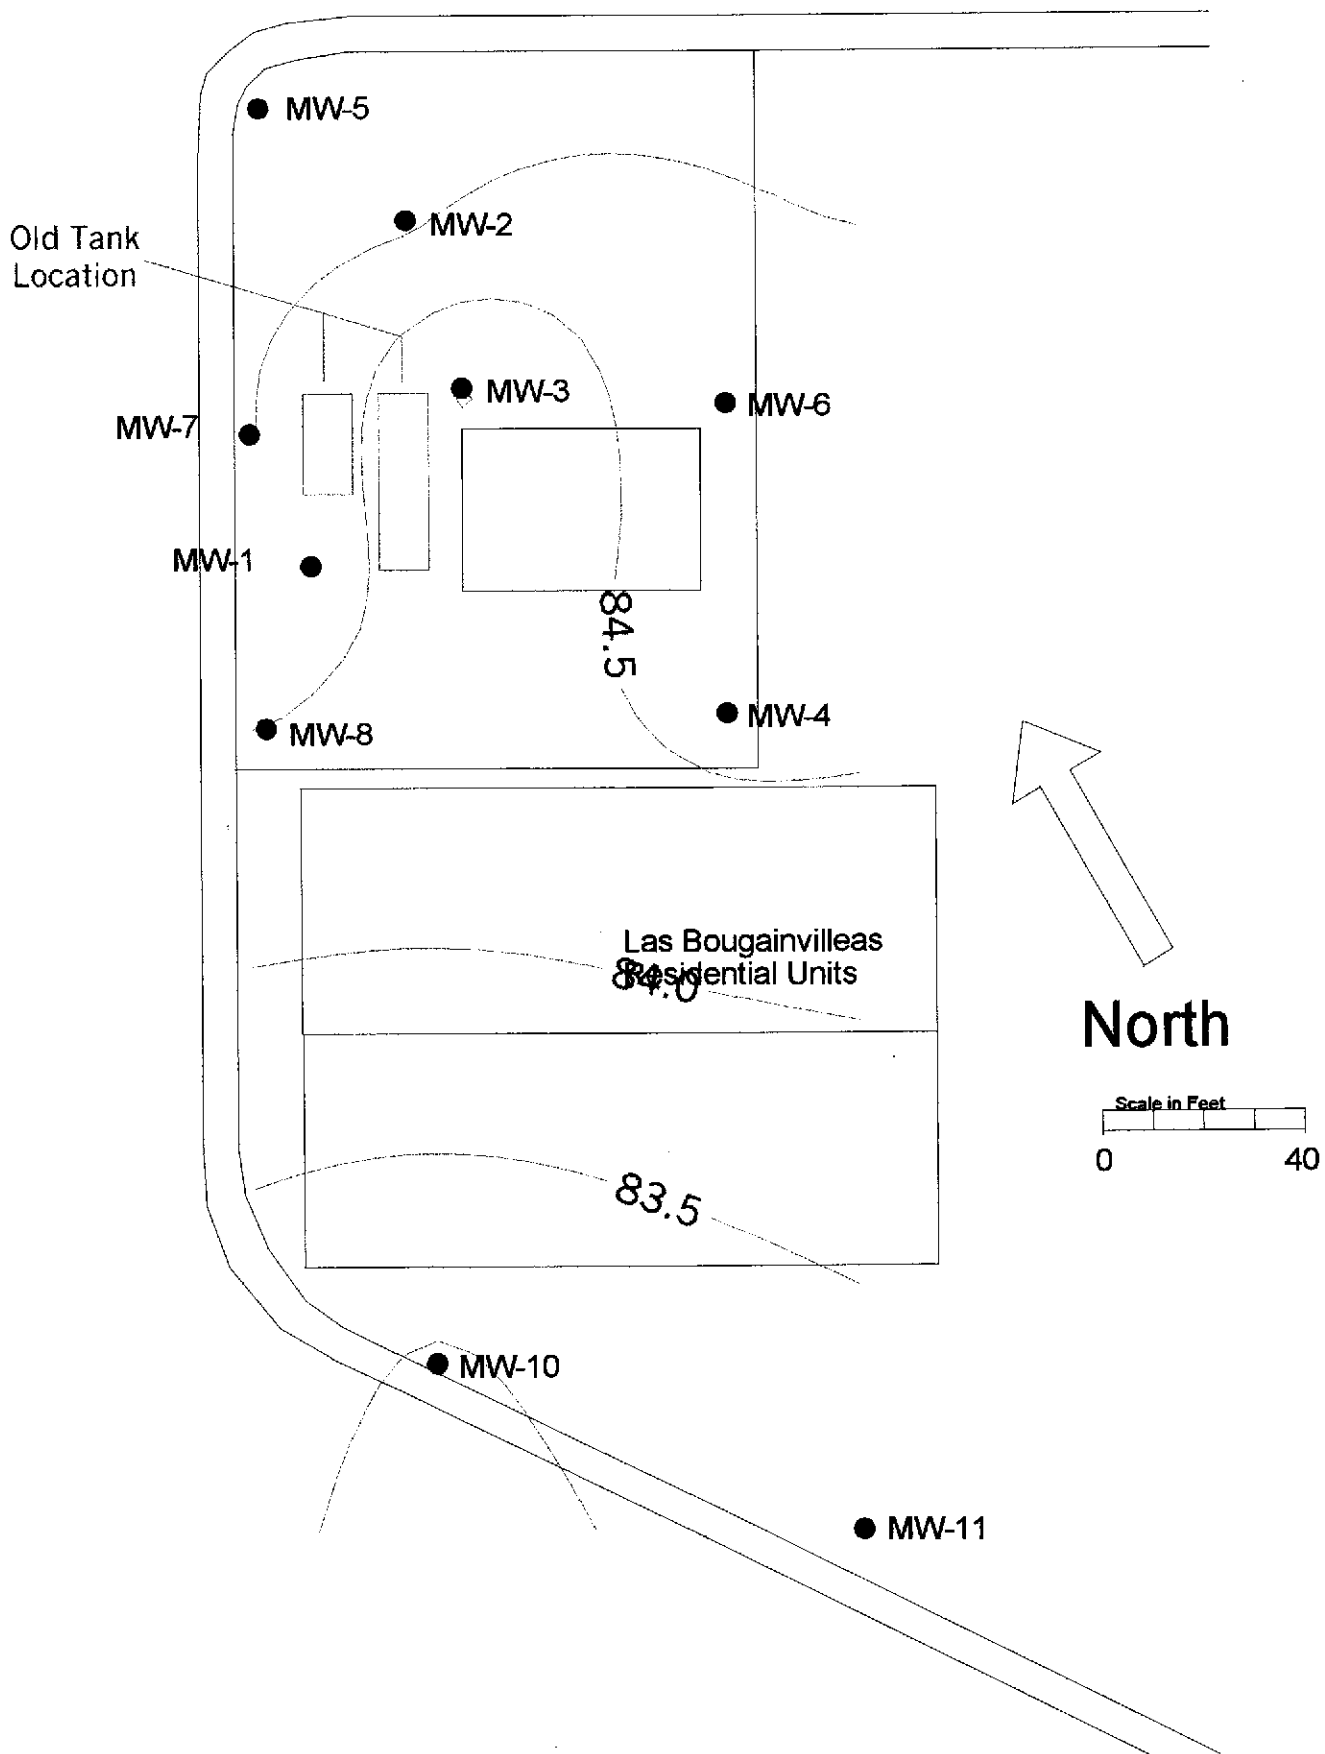 MW-5
MW-2
Old Tank
Location
MW-3
MW-6
MW-7
MW-1
84.5
MW-8
MW-4
Las Bougainvilleas
Residential Units
84.0
North
Scale in Feet
0 40
83.5
MW-10
MW-11